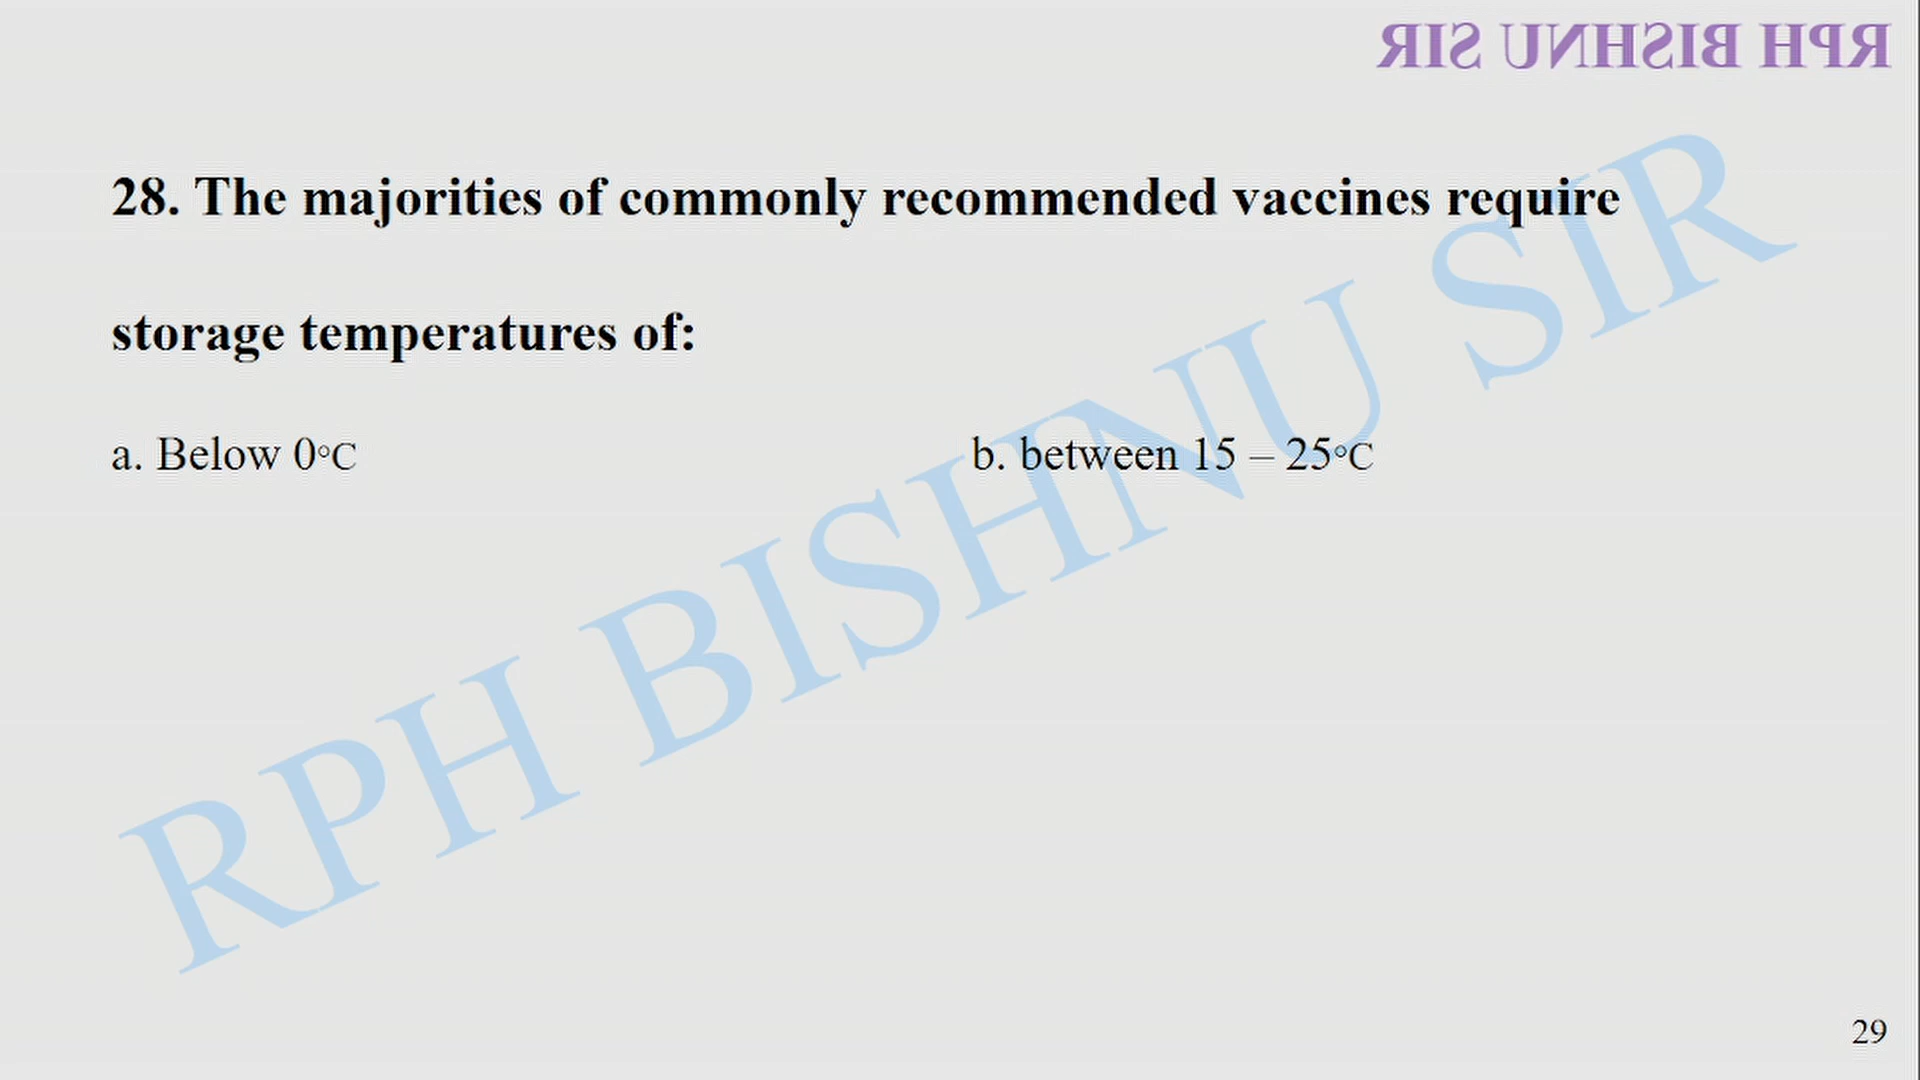 RPH BISHNU SIR
28. The majorities of commonly recommended vaccines require
storage temperatures of:
a. Below 0°C
b. between 15 – 25°C
RPH BISHNU SIR
29